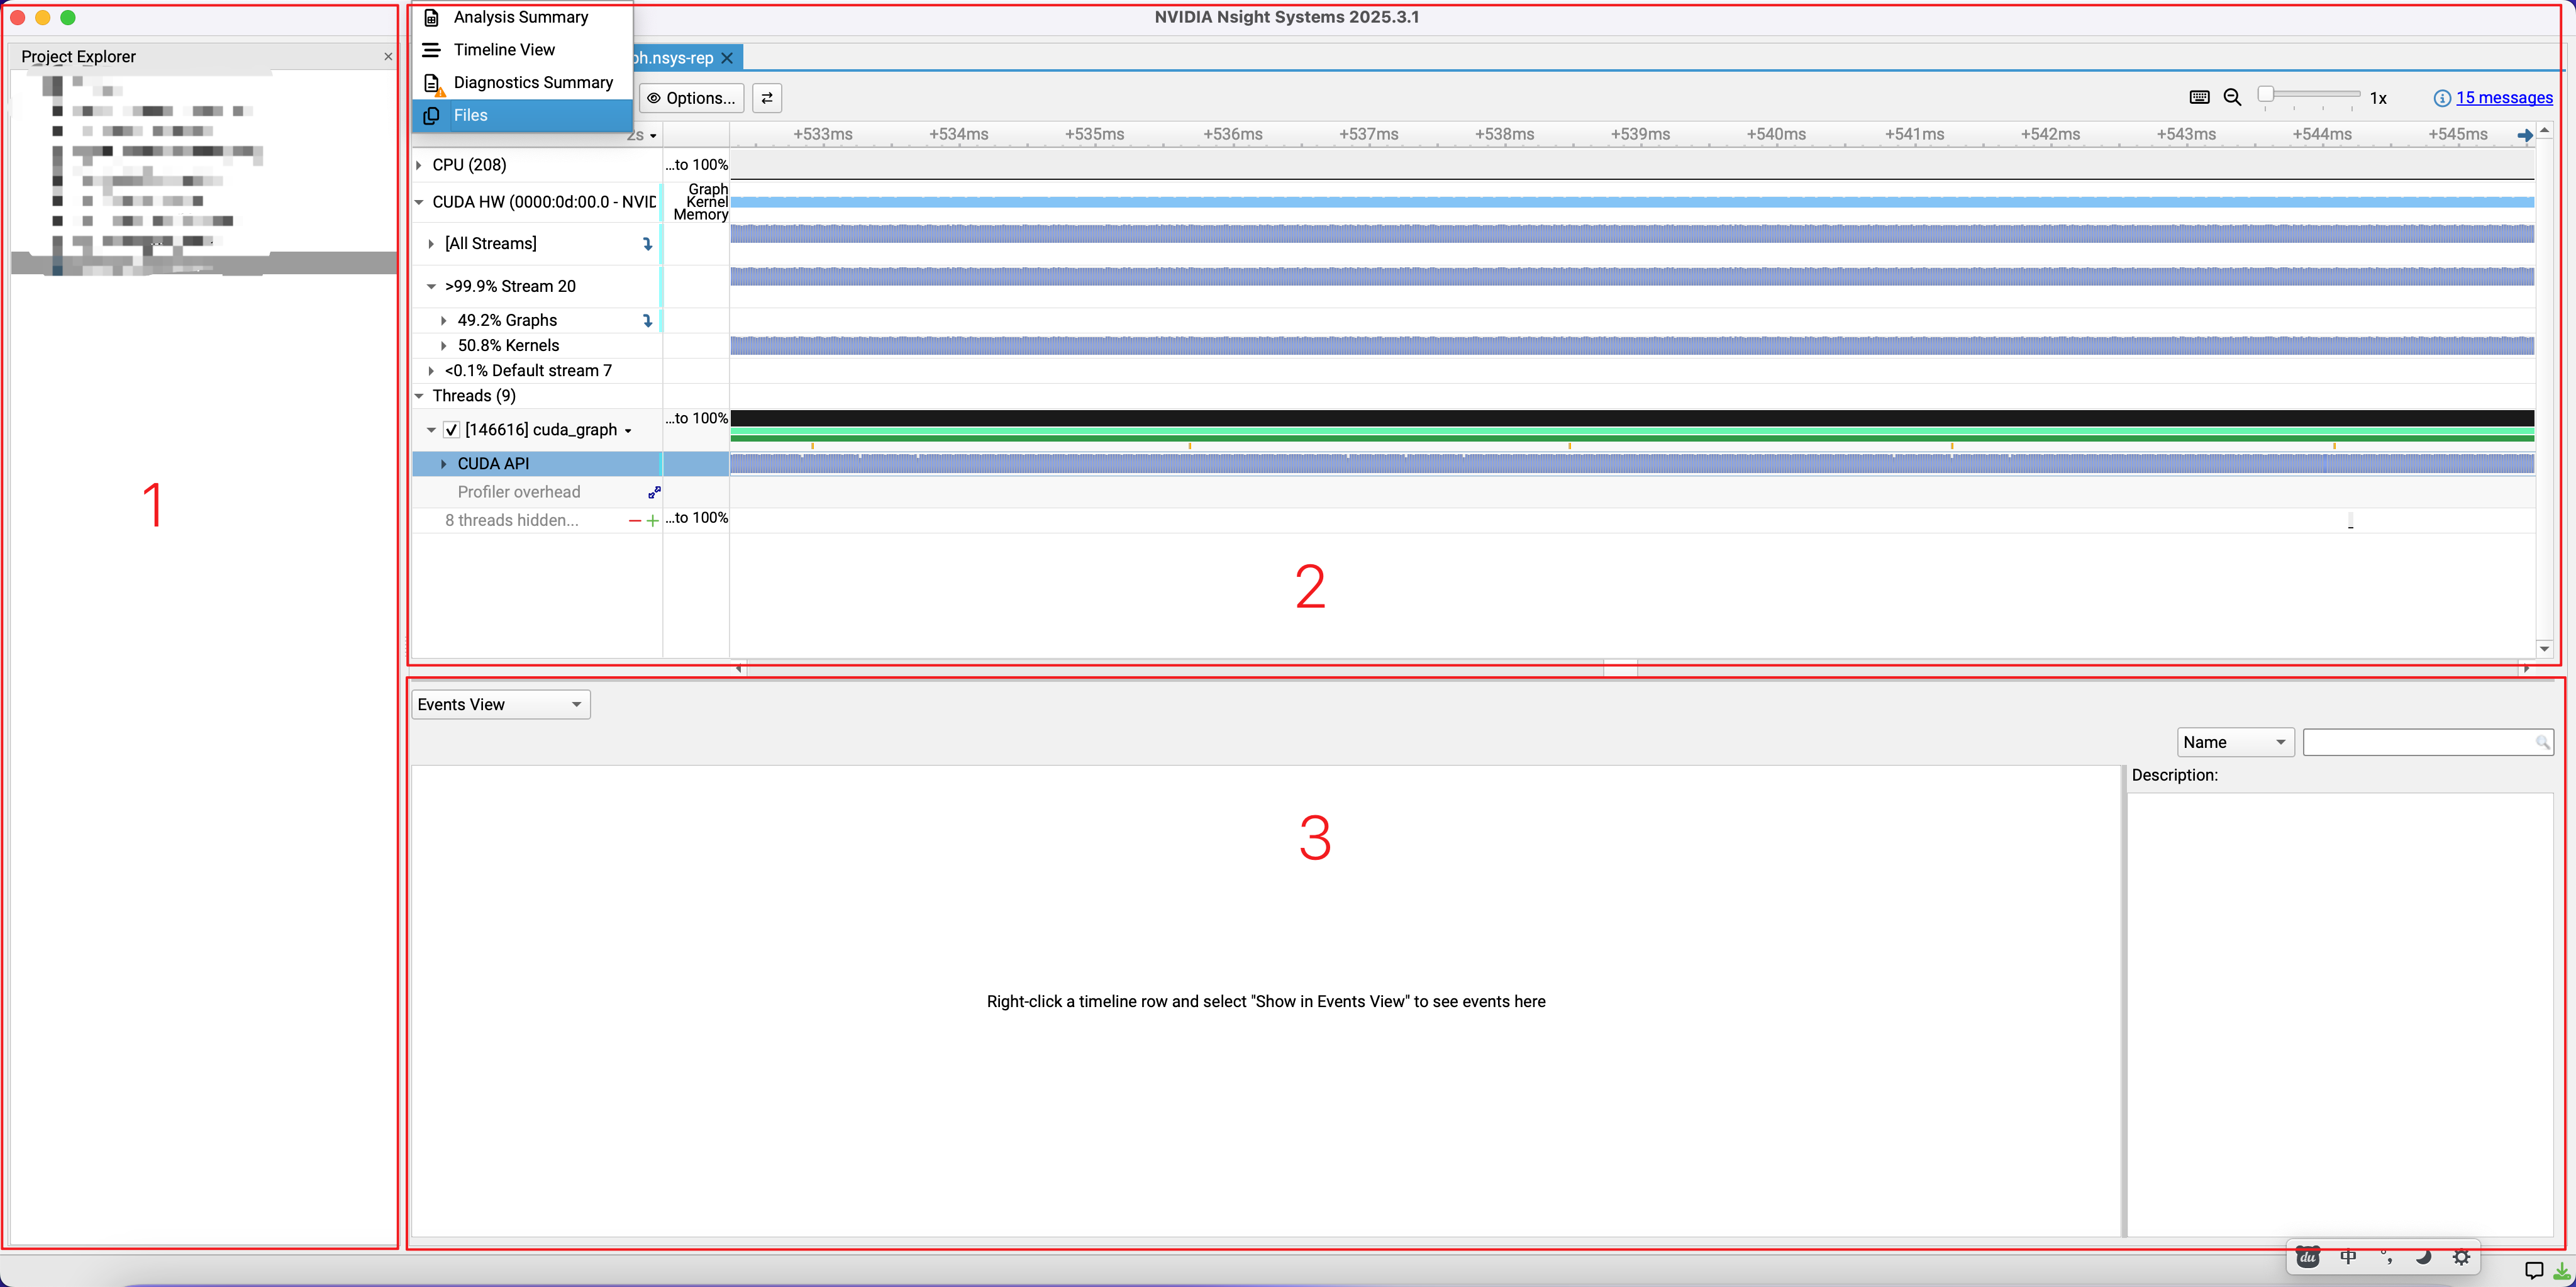 NVIDIA Nsight Systems 2025.3.1
Project Explorer
Analysis Summary
Timeline View
Diagnostics Summary
Files
ph.nsys-rep
Options...
1x
15 messages
2s
+533ms +534ms +535ms +536ms +537ms +538ms +539ms +540ms +541ms +542ms +543ms +544ms +545ms
CPU (208)
...to 100%
CUDA HW (0000:0d:00.0 - NVID
Graph
Kernel
Memory
[All Streams]
>99.9% Stream 20
49.2% Graphs
50.8% Kernels
<0.1% Default stream 7
Threads (9)
[146616] cuda_graph
...to 100%
CUDA API
Profiler overhead
8 threads hidden...
...to 100%
1
2
Events View
Name
Description:
3
Right-click a timeline row and select "Show in Events View" to see events here
du 中 °,